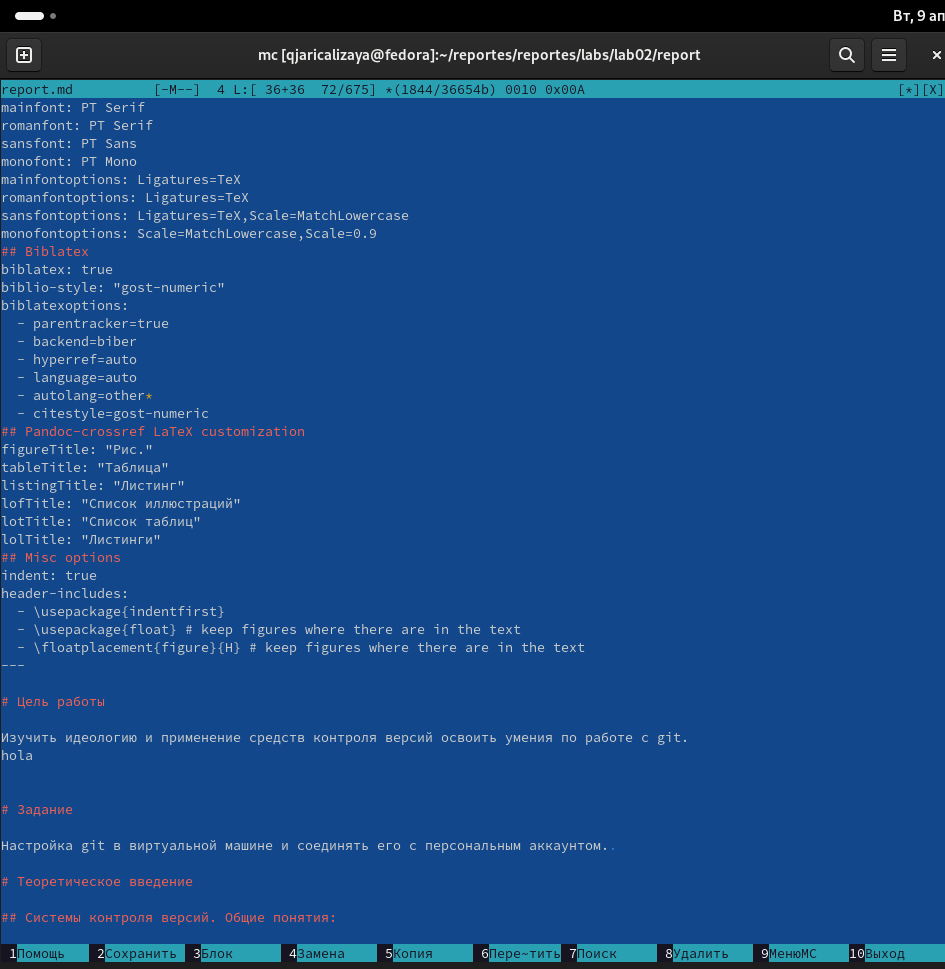 Вт, 9 ап
mc [qjaricalizaya@fedora]:~/reportes/reportes/labs/lab02/report
report.md [-M--] 4 L:[ 36+36 72/675] *(1844/36654b) 0010 0x00A [*][X]
mainfont: PT Serif
romanfont: PT Serif
sansfont: PT Sans
monofont: PT Mono
mainfontoptions: Ligatures=TeX
romanfontoptions: Ligatures=TeX
sansfontoptions: Ligatures=TeX,Scale=MatchLowercase
monofontoptions: Scale=MatchLowercase,Scale=0.9
## Biblatex
biblatex: true
biblio-style: "gost-numeric"
biblatexoptions:
  - parentracker=true
  - backend=biber
  - hyperref=auto
  - language=auto
  - autolang=other*
  - citestyle=gost-numeric
## Pandoc-crossref LaTeX customization
figureTitle: "Рис."
tableTitle: "Таблица"
listingTitle: "Листинг"
lofTitle: "Список иллюстраций"
lotTitle: "Список таблиц"
lolTitle: "Листинги"
## Misc options
indent: true
header-includes:
  - \usepackage{indentfirst}
  - \usepackage{float} # keep figures where there are in the text
  - \floatplacement{figure}{H} # keep figures where there are in the text
---
# Цель работы
Изучить идеологию и применение средств контроля версий освоить умения по работе с git.
hola
# Задание
Настройка git в виртуальной машине и соединять его с персональным аккаунтом..
# Теоретическое введение
## Системы контроля версий. Общие понятия:
1Помощь 2Сохранить 3Блок 4Замена 5Копия 6Пере~тить 7Поиск 8Удалить 9МенюMC 10Выход